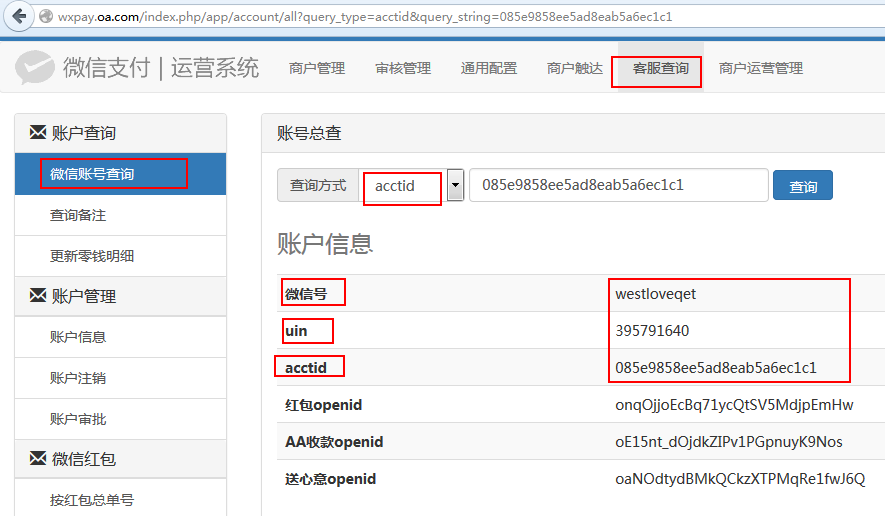 wxpay.oa.com/index.php/app/account/all?query_type=acctid&query_string=085e9858ee5ad8eab5a6ec1c1
微信支付 | 运营系统 商户管理 审核管理 通用配置 商户触达 客服查询 商户运营管理
账户查询
微信账号查询
查询备注
更新零钱明细
账户管理
账户信息
账户注销
账户审批
微信红包
按红包总单号
账号总查
查询方式 acctid 085e9858ee5ad8eab5a6ec1c1 查询
账户信息
微信号 westloveqet
uin 395791640
acctid 085e9858ee5ad8eab5a6ec1c1
红包openid onqOjjoEcBq71ycQtSV5MdjpEmHw
AA收款openid oE15nt_dOjdkZIPv1PGpnuyK9Nos
送心意openid oaNOdtydBMkQCkzXTPMqRe1fwJ6Q